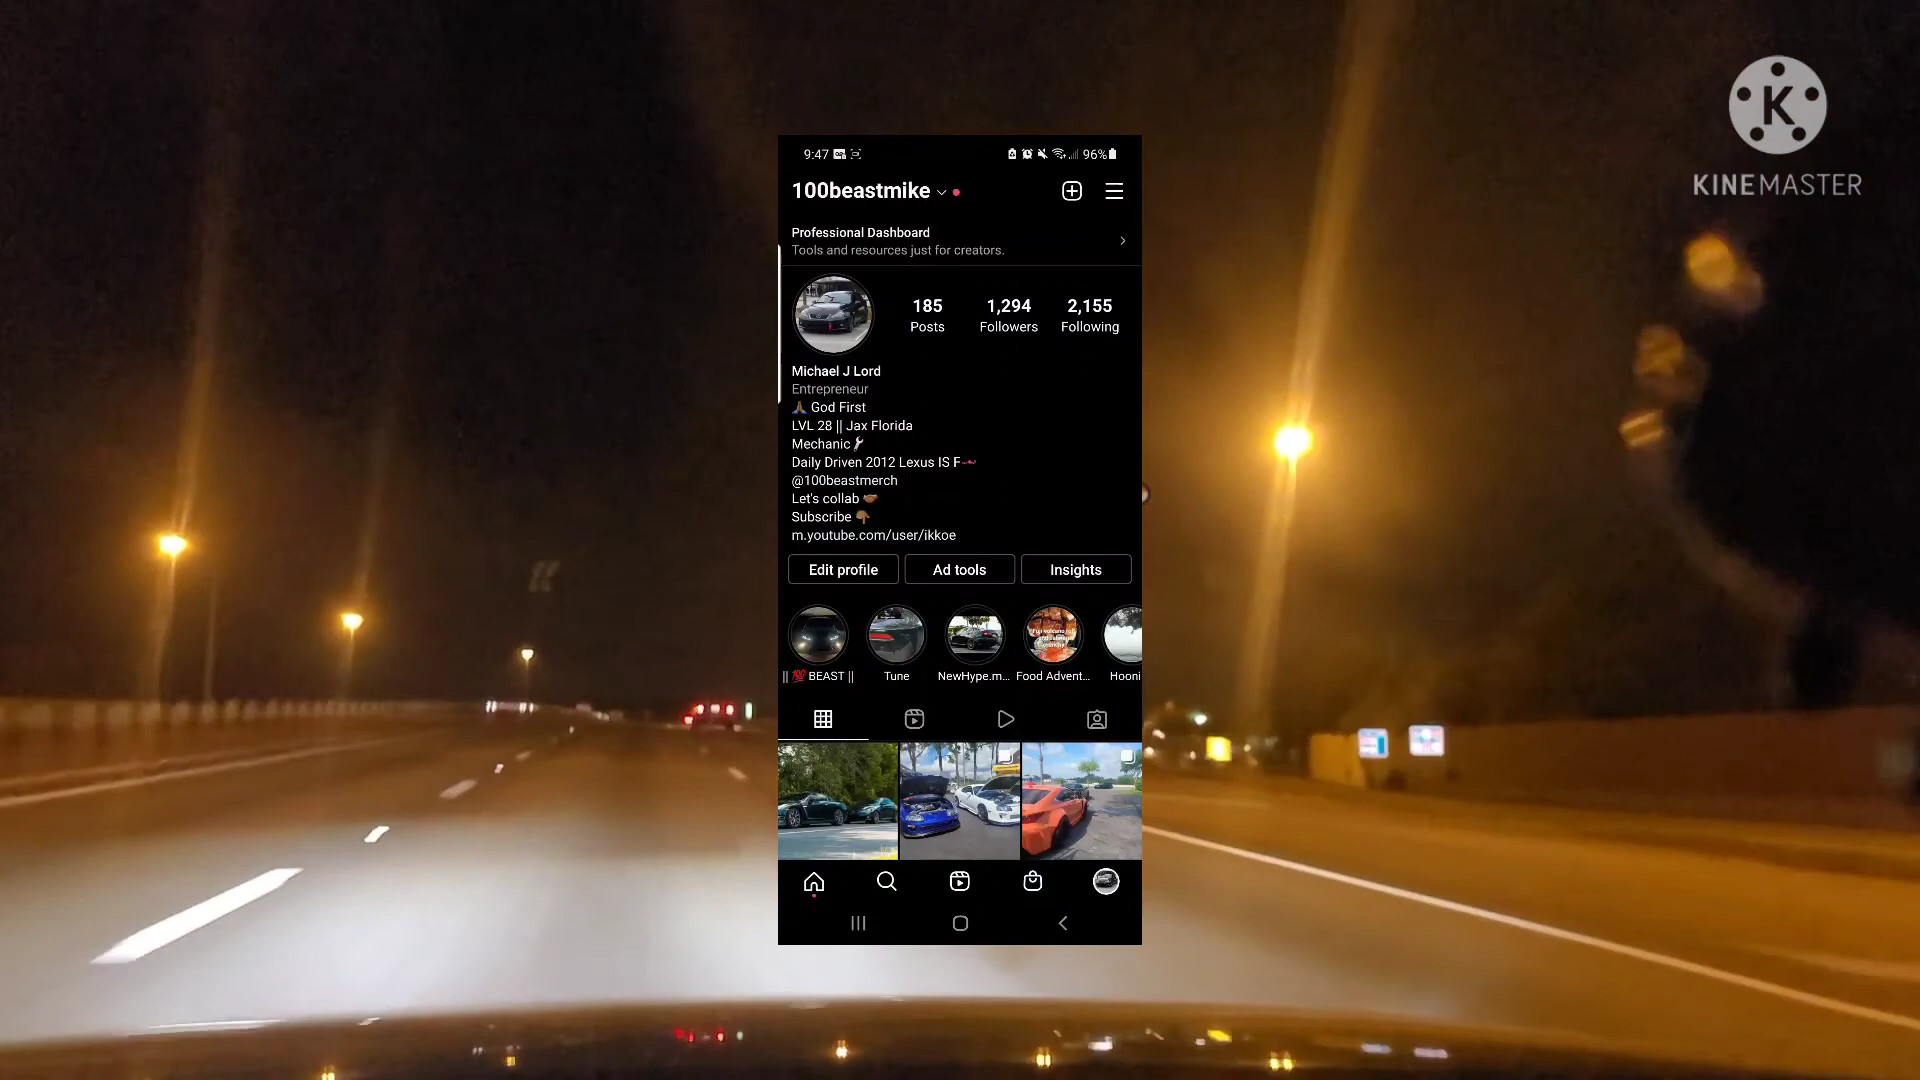 9:47
96%
100beastmike
Professional Dashboard
Tools and resources just for creators.
185
1,294
2,155
Posts
Followers
Following
Michael J Lord
Entrepreneur
🙏🏾 God First
LVL 28 || Jax Florida
Mechanic🔧
Daily Driven 2012 Lexus IS F
@100beastmerch
Let's collab 🤝🏾
Subscribe 👇🏾
m.youtube.com/user/ikkoe
Edit profile
Ad tools
Insights
|| 💯 BEAST ||
Tune
NewHype.m...
Food Advent...
Hooni
K
KINEMASTER